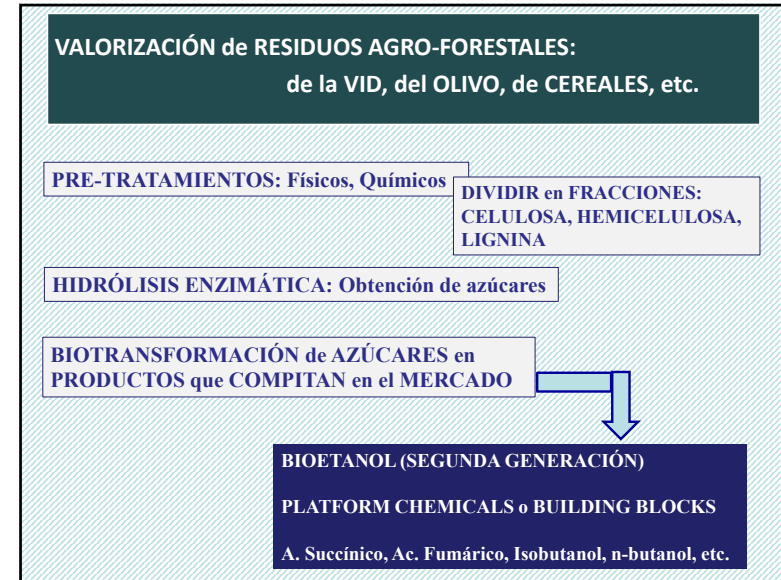 VALORIZACIÓN de RESIDUOS AGRO-FORESTALES:
de la VID, del OLIVO, de CEREALES, etc.
PRE-TRATAMIENTOS: Físicos, Químicos
DIVIDIR en FRACCIONES:
CELULOSA, HEMICELULOSA,
LIGNINA
HIDRÓLISIS ENZIMÁTICA: Obtención de azúcares
BIOTRANSFORMACIÓN de AZÚCARES en
PRODUCTOS que COMPITAN en el MERCADO
BIOETANOL (SEGUNDA GENERACIÓN)
PLATFORM CHEMICALS o BUILDING BLOCKS
A. Succínico, Ac. Fumárico, Isobutanol, n-butanol, etc.